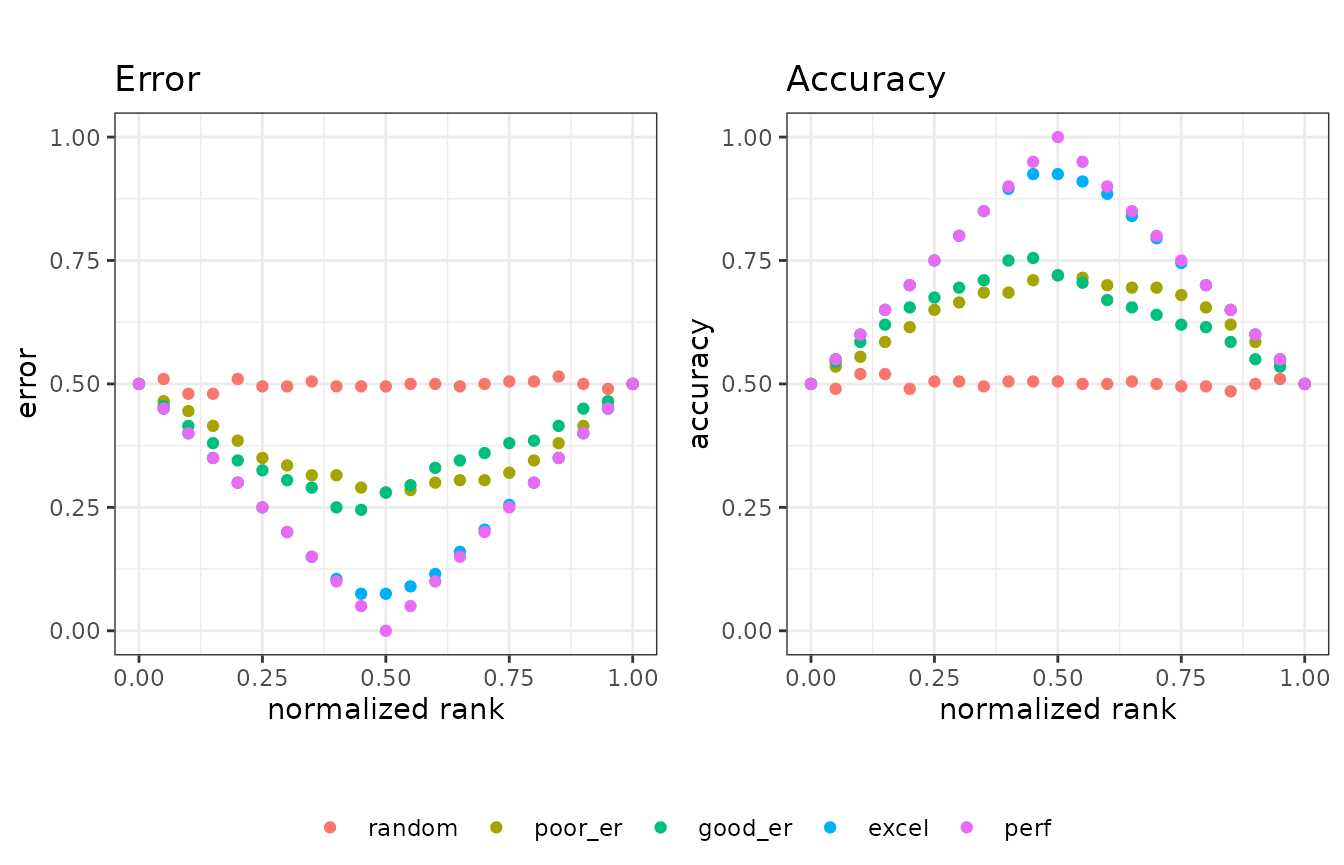 Error
1.00
0.75
0.50
0.25
0.00
error
0.00 0.25 0.50 0.75 1.00
normalized rank
Accuracy
1.00
0.75
0.50
0.25
0.00
accuracy
0.00 0.25 0.50 0.75 1.00
normalized rank
random poor_er good_er excel perf